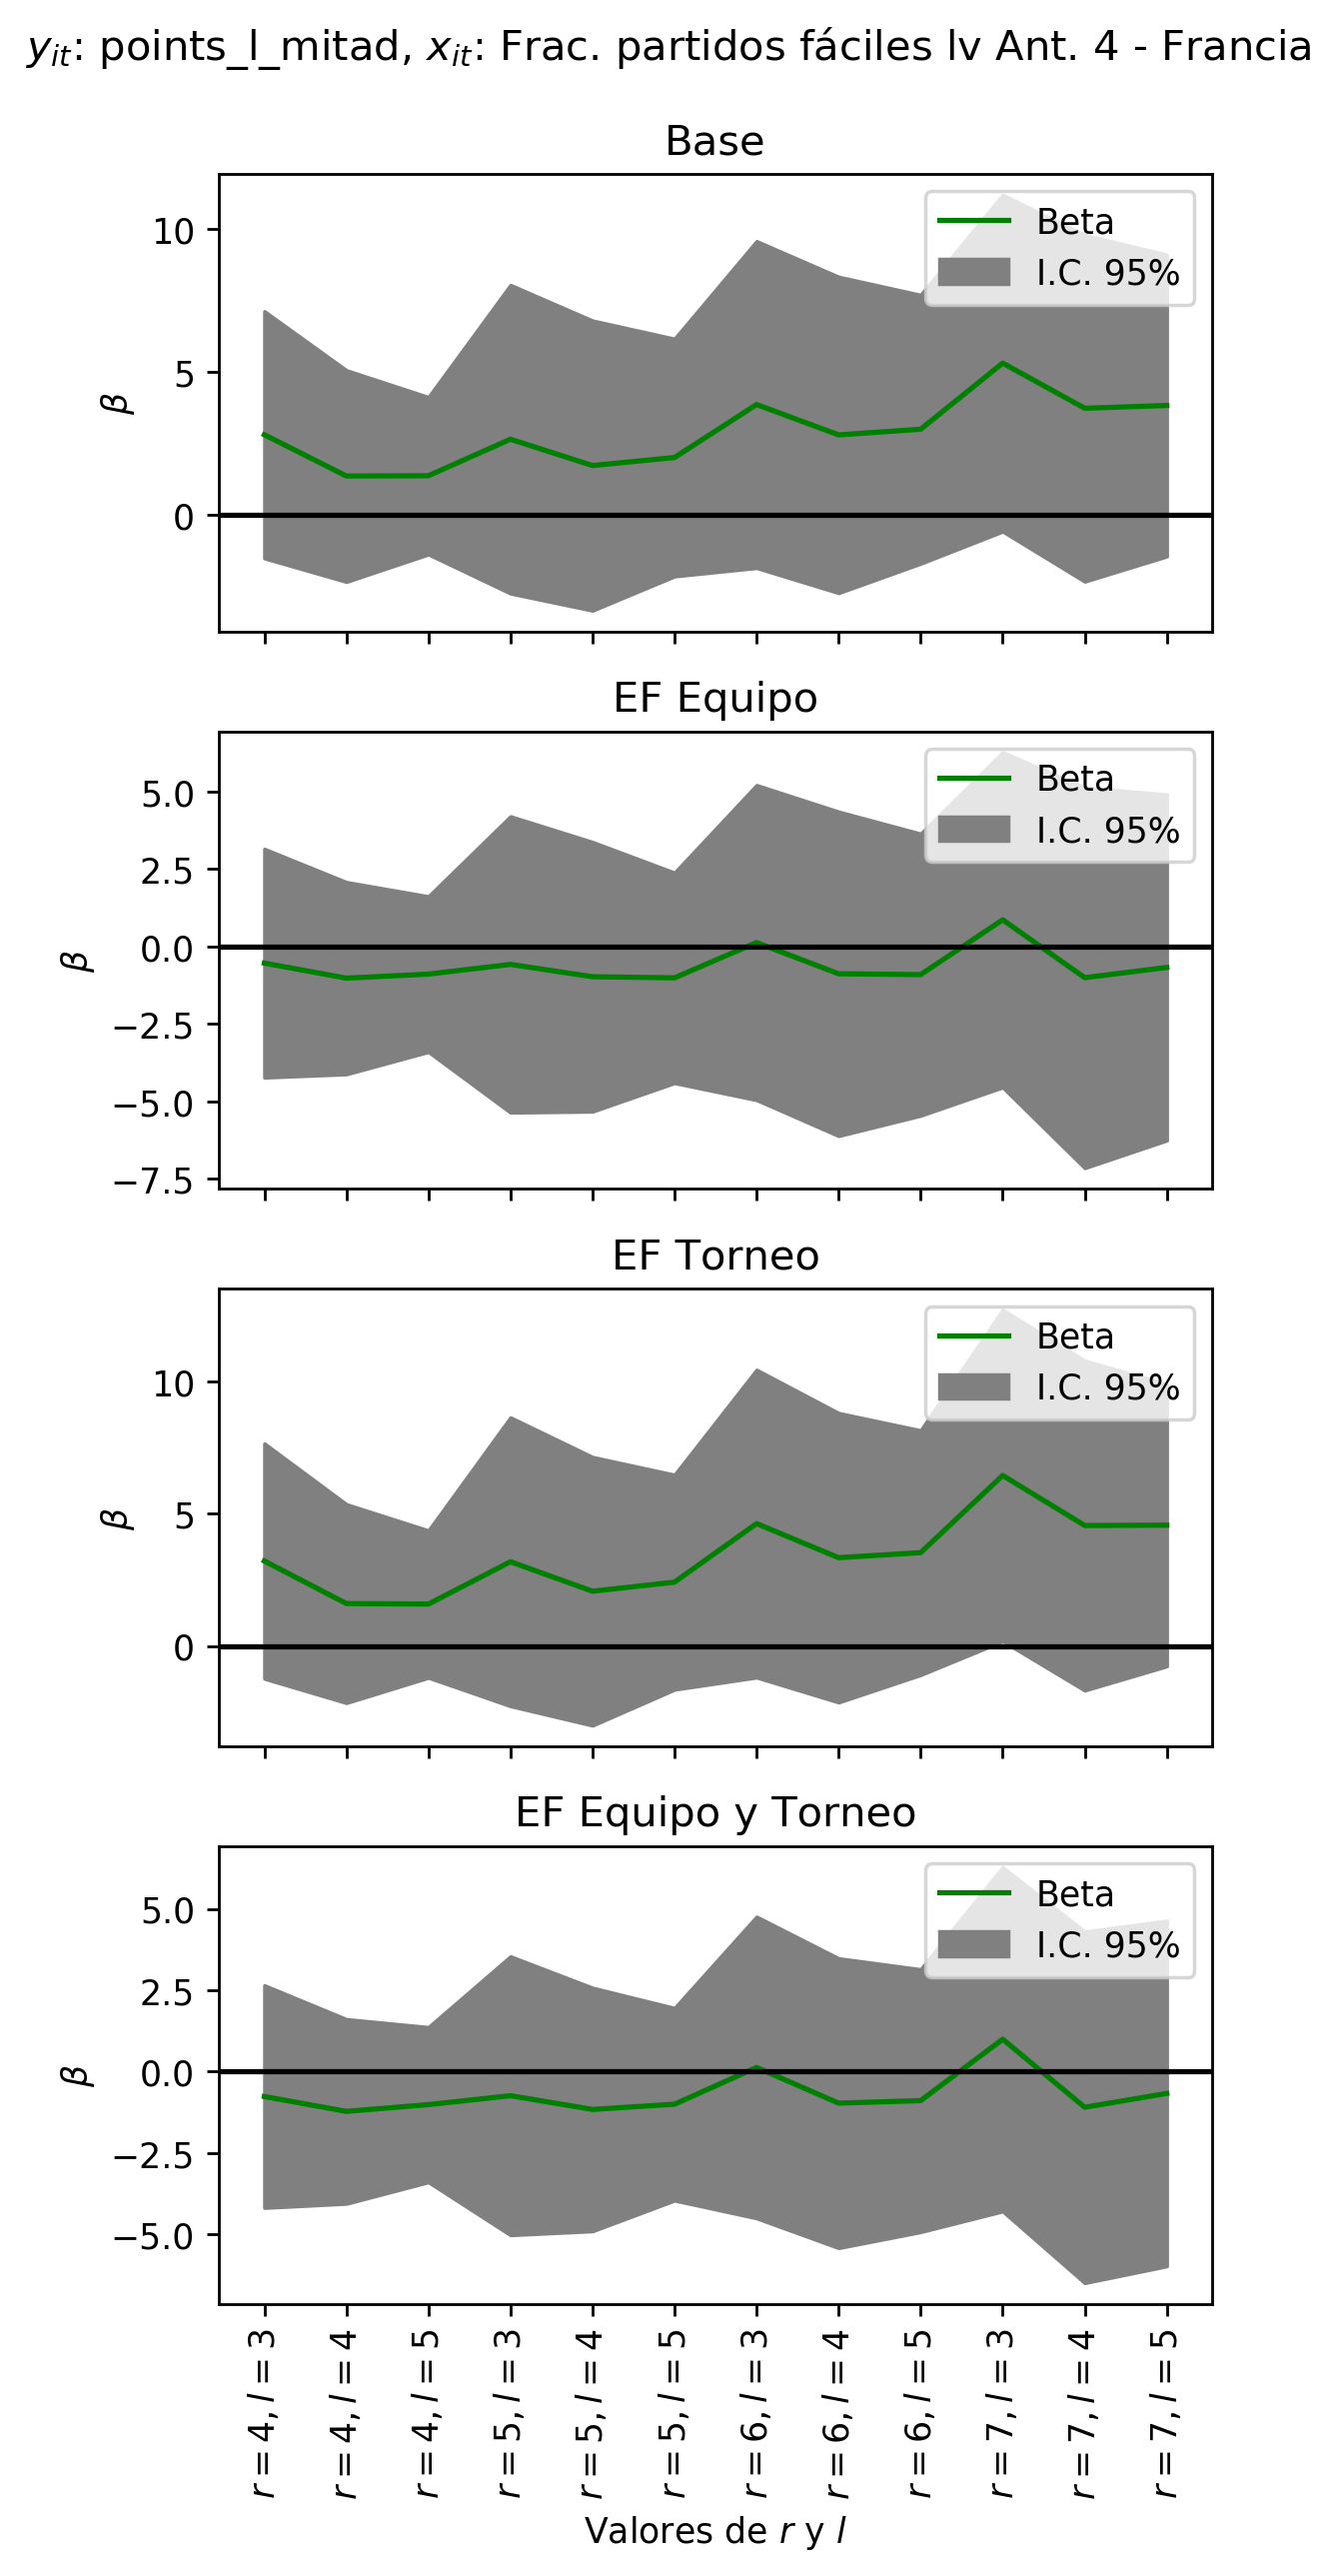 y_it: points_l_mitad, x_it: Frac. partidos fáciles lv Ant. 4 - Francia
Base
10
5
0
β
Beta
I.C. 95%
EF Equipo
5.0
2.5
0.0
−2.5
−5.0
−7.5
β
Beta
I.C. 95%
EF Torneo
10
5
0
β
Beta
I.C. 95%
EF Equipo y Torneo
5.0
2.5
0.0
−2.5
−5.0
β
Beta
I.C. 95%
r = 4, l = 3
r = 4, l = 4
r = 4, l = 5
r = 5, l = 3
r = 5, l = 4
r = 5, l = 5
r = 6, l = 3
r = 6, l = 4
r = 6, l = 5
r = 7, l = 3
r = 7, l = 4
r = 7, l = 5
Valores de r y l